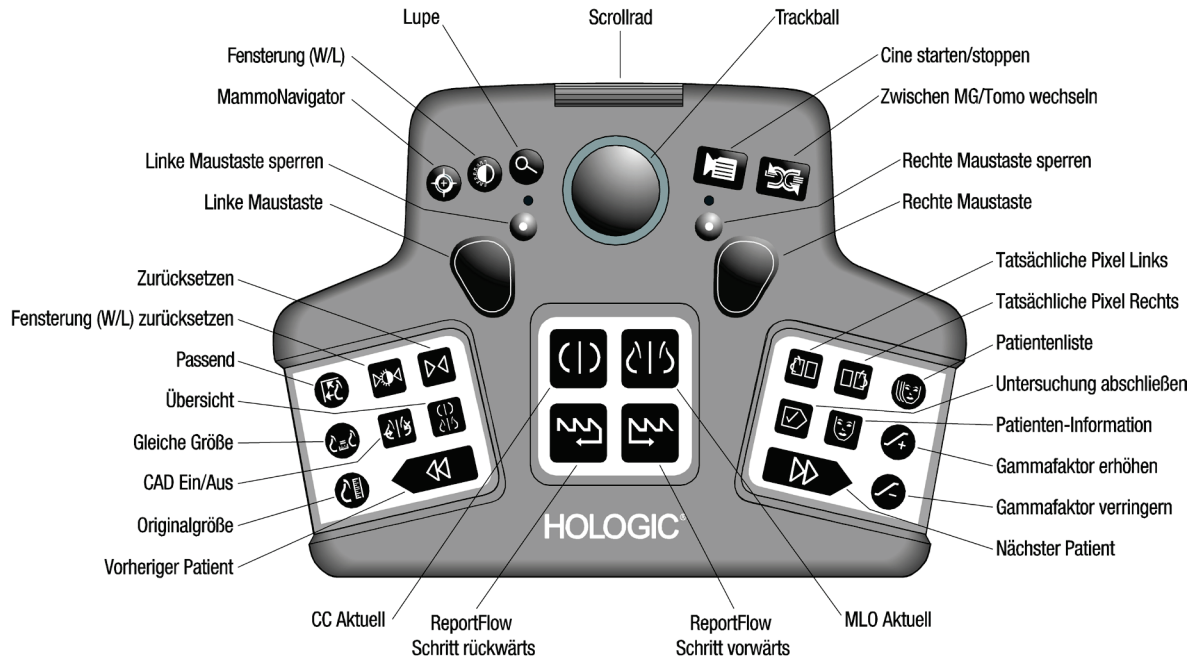 Lupe
Scrollrad
Trackball
Fensterung (W/L)
Cine starten/stoppen
MammoNavigator
Zwischen MG/Tomo wechseln
Linke Maustaste sperren
Rechte Maustaste sperren
Linke Maustaste
Rechte Maustaste
Zurücksetzen
Fensterung (W/L) zurücksetzen
Passend
Übersicht
Gleiche Größe
CAD Ein/Aus
Originalgröße
Vorheriger Patient
Tatsächliche Pixel Links
Tatsächliche Pixel Rechts
Patientenliste
Untersuchung abschließen
Patienten-Information
Gammafaktor erhöhen
Gammafaktor verringern
Nächster Patient
HOLOGIC®
CC Aktuell
ReportFlow
Schritt rückwärts
ReportFlow
Schritt vorwärts
MLO Aktuell